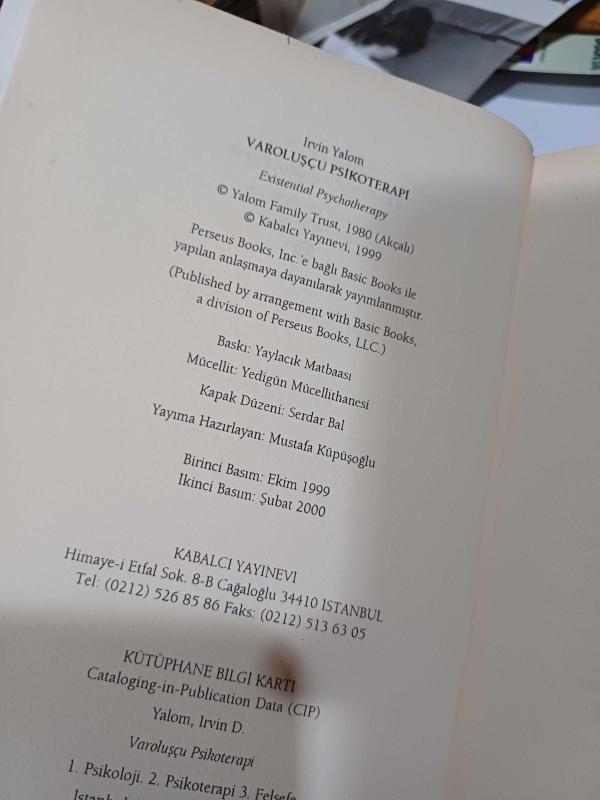 Irvin Yalom
VAROLUŞÇU PSIKOTERAPI
Existential Psychotherapy
© Yalom Family Trust, 1980 (Akçalı)
© Kabalcı Yayınevi, 1999
Perseus Books, Inc.'e bağlı Basic Books ile
yapılan anlaşmaya dayanılarak yayımlanmıştır.
(Published by arrangement with Basic Books,
a division of Perseus Books, LLC.)
Baskı: Yaylacık Matbaası
Mücellit: Yedigün Mücellithanesi
Kapak Düzeni: Serdar Bal
Yayıma Hazırlayan: Mustafa Küpüşoğlu
Birinci Basım: Ekim 1999
İkinci Basım: Şubat 2000
KABALCI YAYINEVI
Himaye-i Etfal Sok. 8-B Cağaloğlu 34410 ISTANBUL
Tel: (0212) 526 85 86 Faks: (0212) 513 63 05
KÜTÜPHANE BILGI KARTI
Cataloging-in-Publication Data (CIP)
Yalom, Irvin D.
Varoluşçu Psikoterapi
1. Psikoloji. 2. Psikoterapi 3. Felsefe